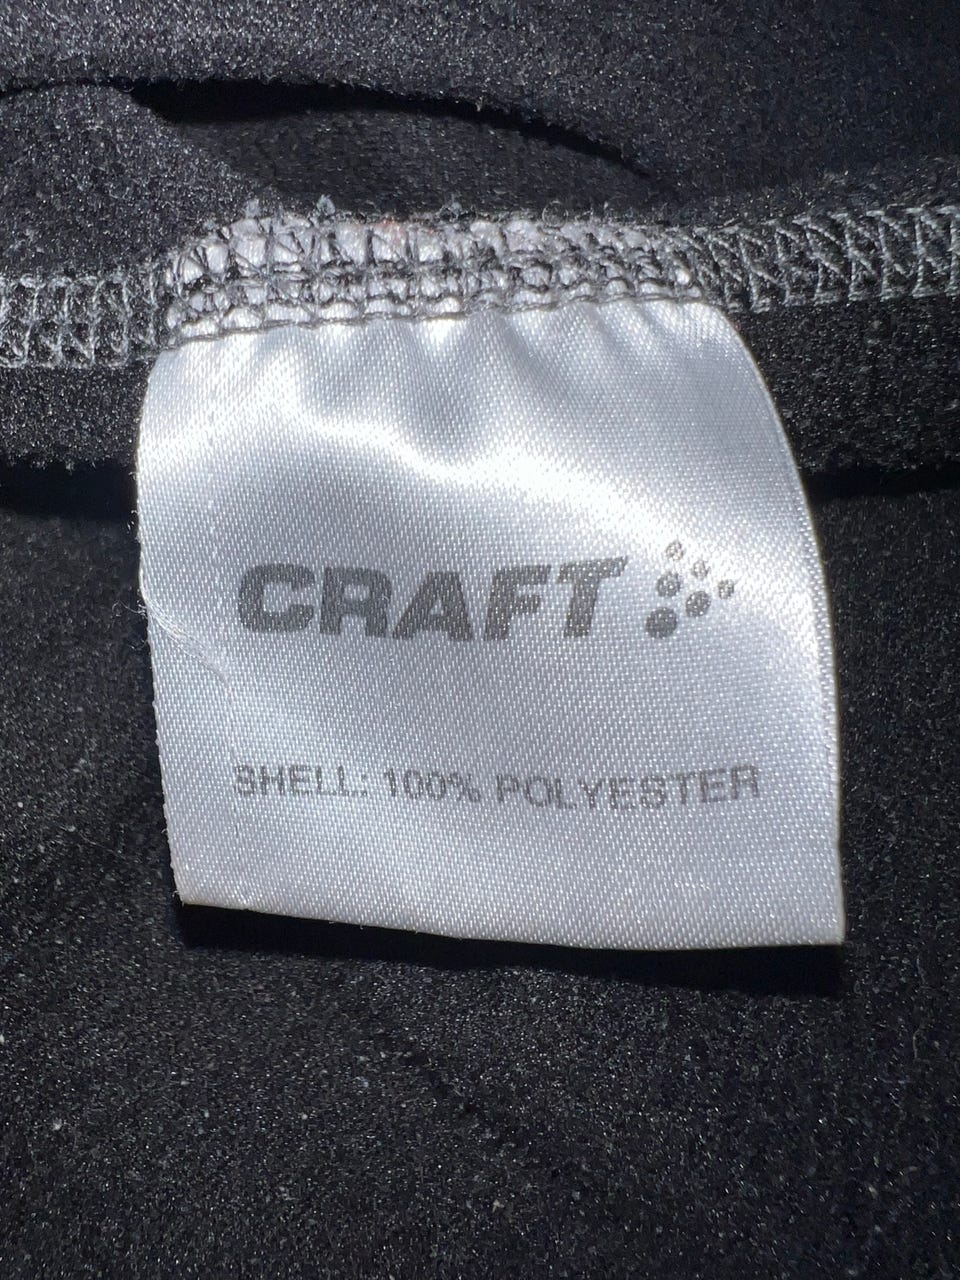 CRAFT
SHELL: 100% POLYESTER